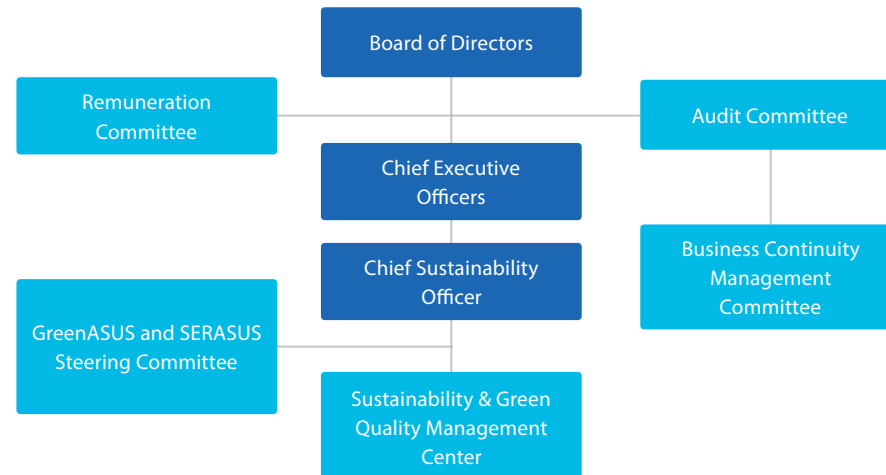 Board of Directors
Remuneration
Committee
Audit Committee
Chief Executive
Officers
Business Continuity
Management
Committee
Chief Sustainability
Officer
GreenASUS and SERASUS
Steering Committee
Sustainability & Green
Quality Management
Center